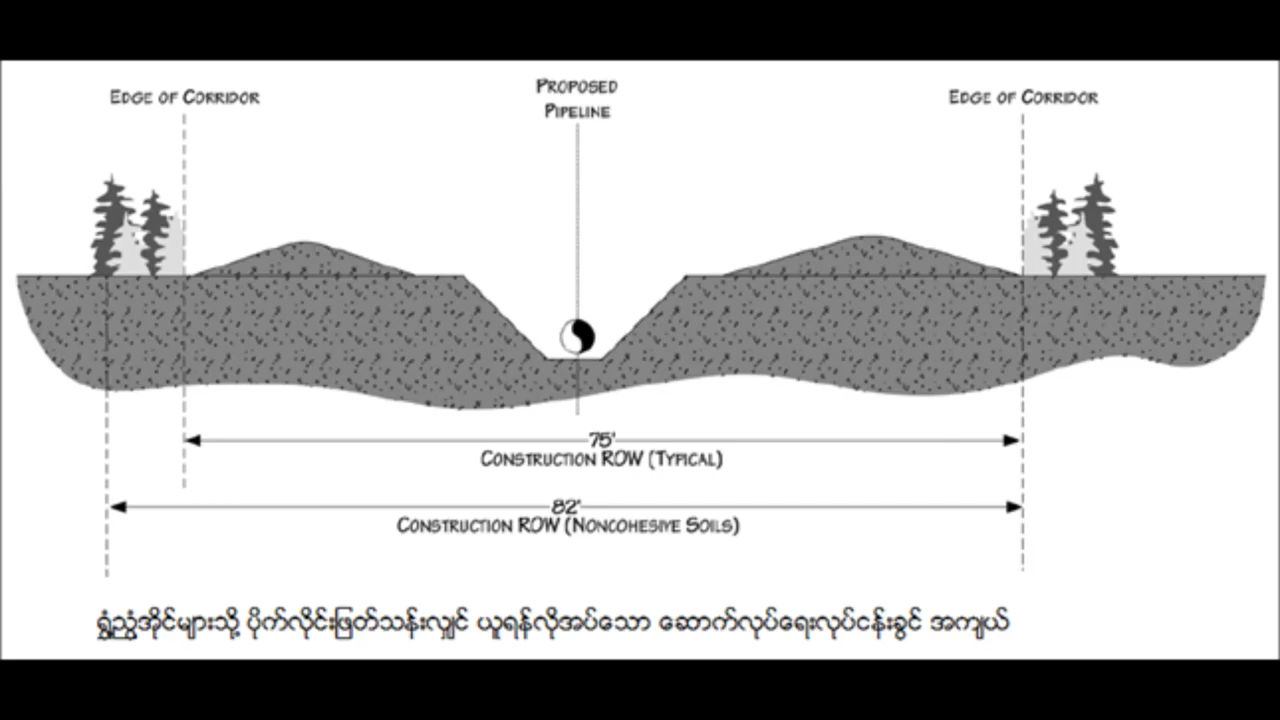 EDGE OF CORRIDOR
PROPOSED
PIPELINE
EDGE OF CORRIDOR
75'
CONSTRUCTION ROW (TYPICAL)
82'
CONSTRUCTION ROW (NONCOHESIVE SOILS)
ရွှံ့ညွှံ့အိုင်များသို့ ပိုက်လိုင်းဖြတ်သန်းလျှင် ယူရန်လိုအပ်သော ဆောက်လုပ်ရေးလုပ်ငန်းခွင် အကျယ်